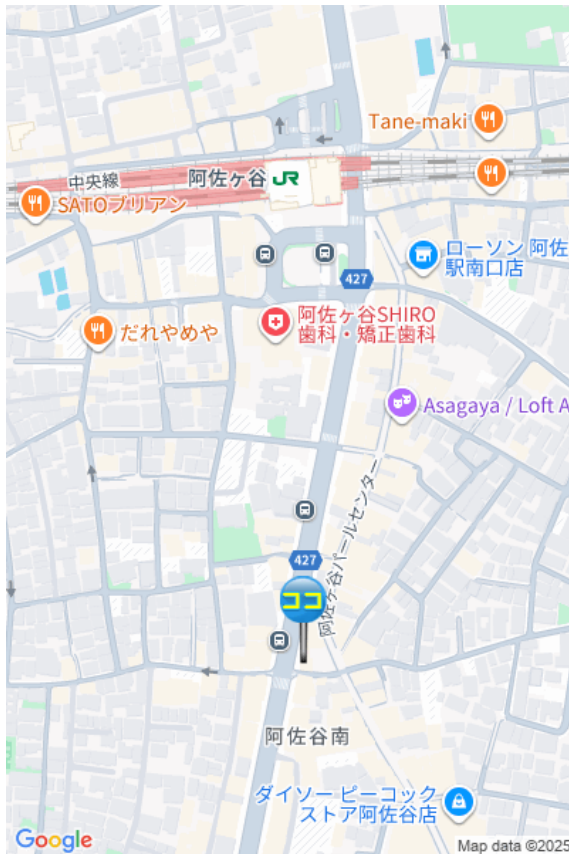 Tane-maki
中央線
阿佐ヶ谷 JR
SATOブリアン
ローソン 阿佐
駅南口店
427
阿佐ヶ谷SHIRO
歯科・矯正歯科
だれやめや
Asagaya / Loft A
阿佐ヶ谷パールセンター
427
ココ
阿佐谷南
ダイソー ピーコック
ストア阿佐谷店
Google
Map data ©2025